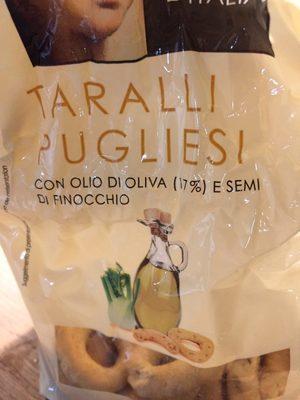 TARALLI
PUGLIESI
CON OLIO DI OLIVA (17%) E SEMI
DI FINOCCHIO